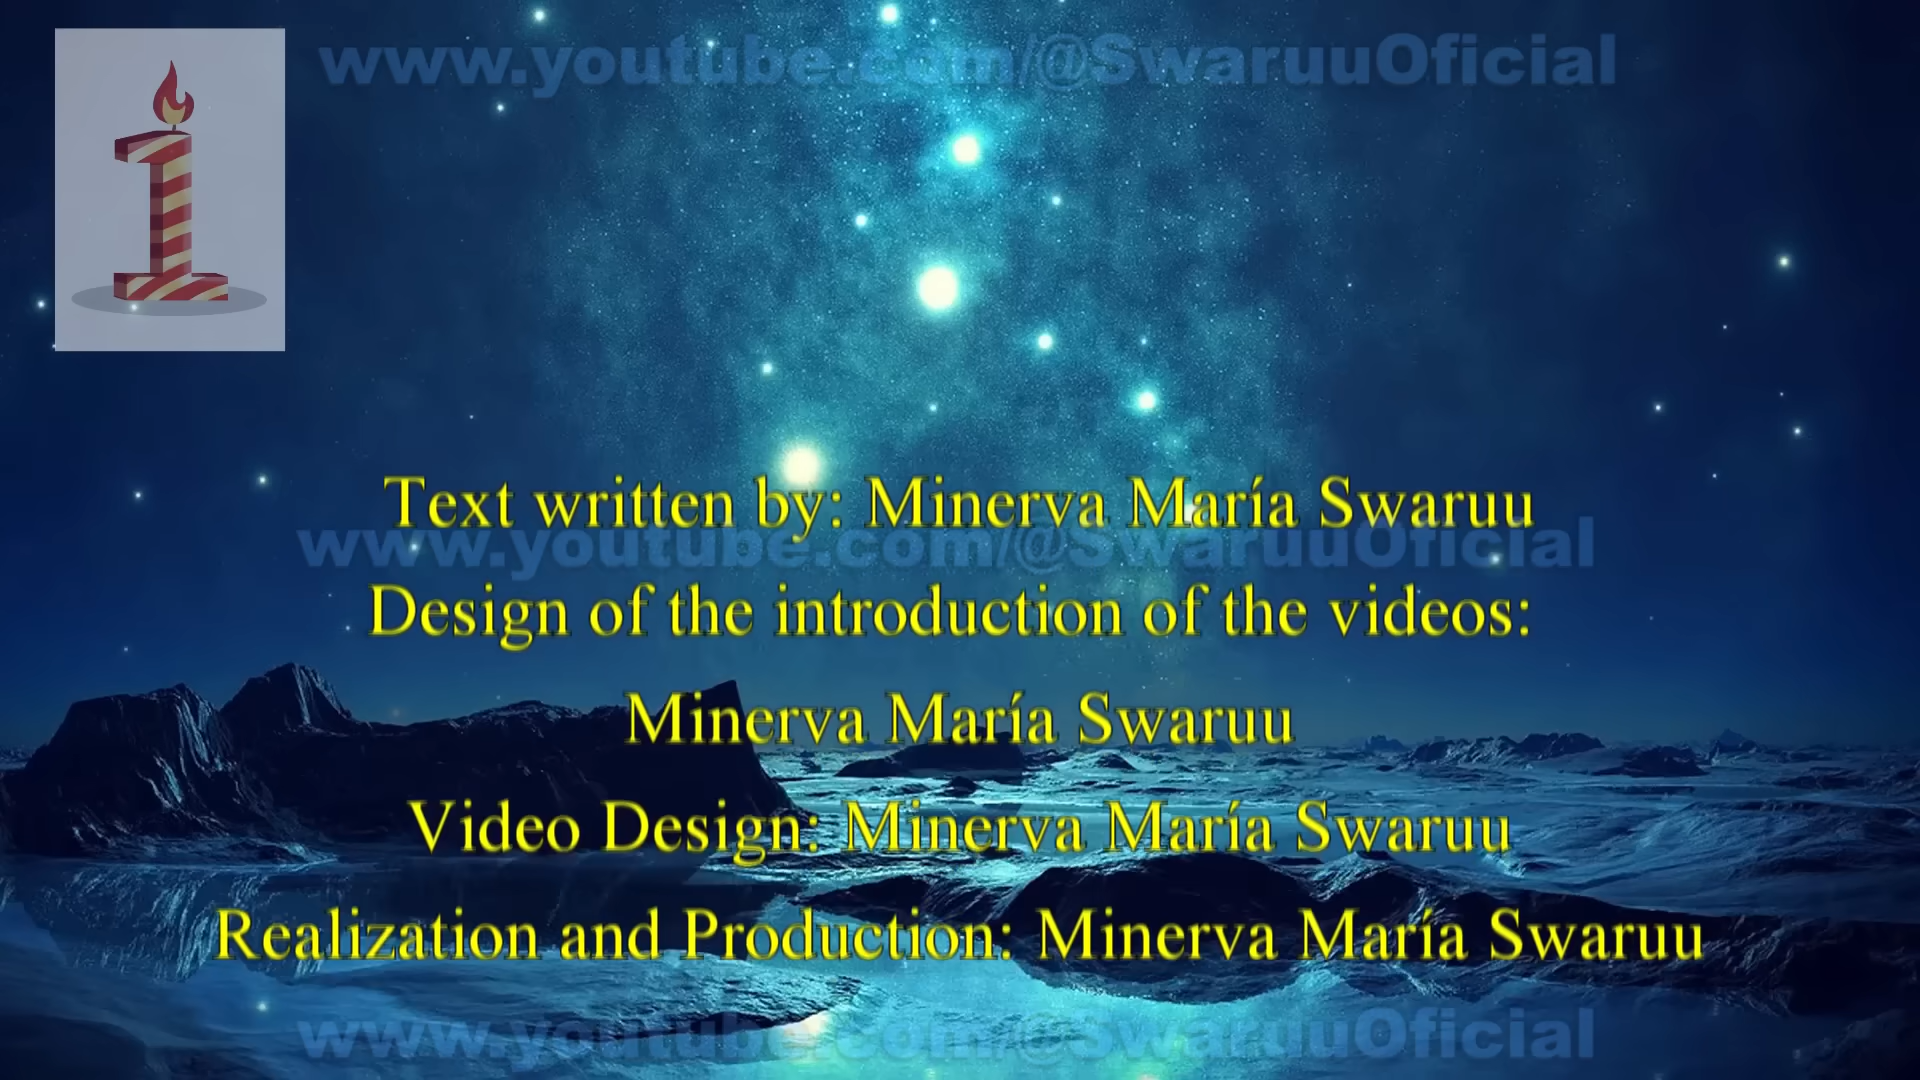 www.youtube.com/@SwaruuOficial
1
Text written by: Minerva María Swaruu
www.youtube.com/@SwaruuOficial
Design of the introduction of the videos:
Minerva María Swaruu
Video Design: Minerva María Swaruu
Realization and Production: Minerva María Swaruu
www.youtube.com/@SwaruuOficial